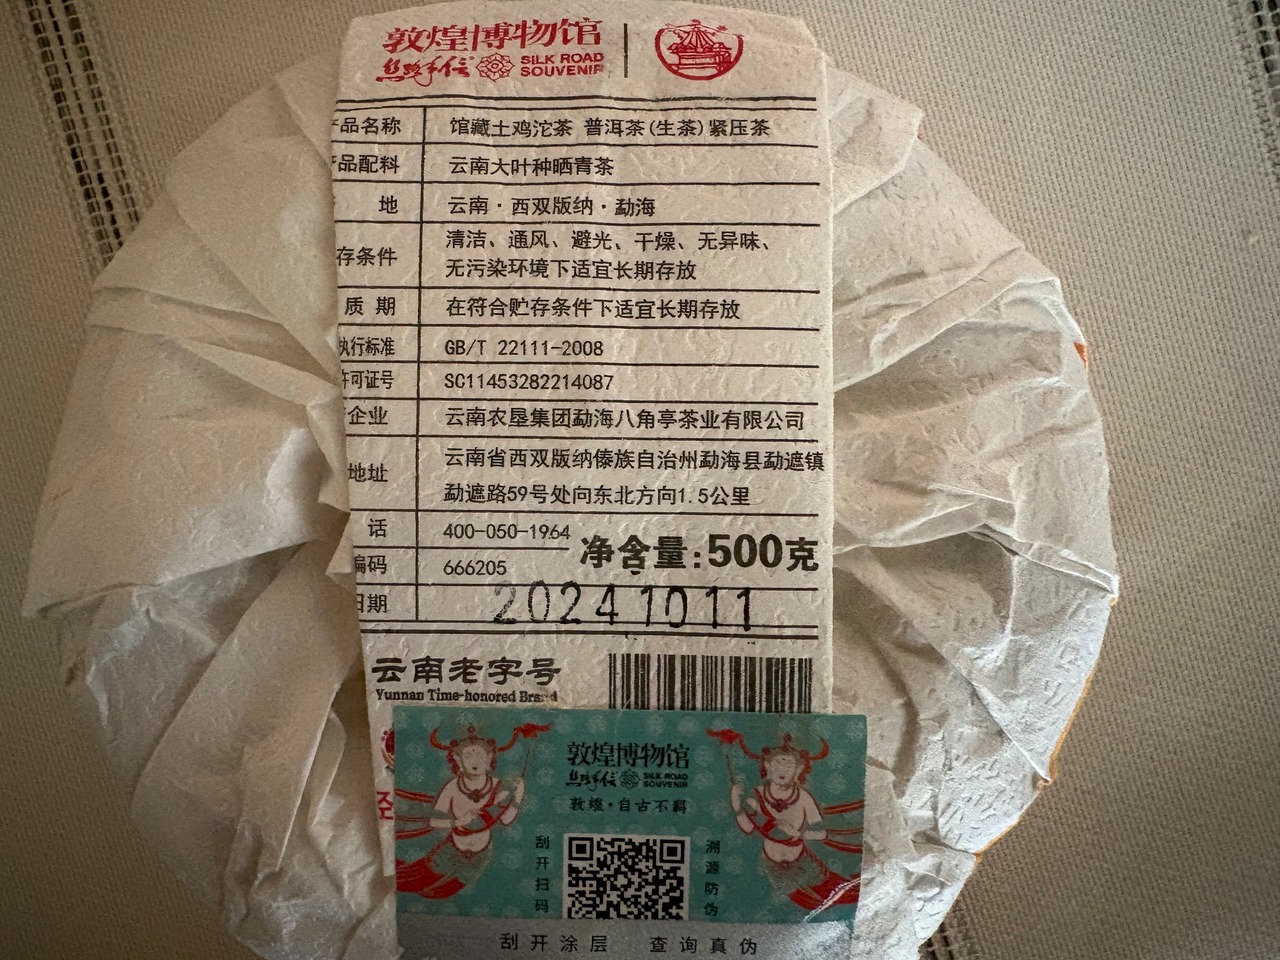 敦煌博物馆
丝路手信 SILK ROAD SOUVENIR
品名称 馆藏土鸡沱茶 普洱茶(生茶)紧压茶
品配料 云南大叶种晒青茶
地 云南·西双版纳·勐海
存条件 清洁、通风、避光、干燥、无异味、
无污染环境下适宜长期存放
质期 在符合贮存条件下适宜长期存放
执行标准 GB/T 22111-2008
许可证号 SC11453282214087
企业 云南农垦集团勐海八角亭茶业有限公司
地址 云南省西双版纳傣族自治州勐海县勐遮镇
勐遮路59号处向东北方向1.5公里
话 400-050-1964
净含量:500克
编码 666205
日期 20241011
云南老字号
Yunnan Time-honored Brand
敦煌博物馆
丝路手信 SILK ROAD SOUVENIR
敦煌·自古不羁
刮开扫码
溯源防伪
刮开涂层 查询真伪